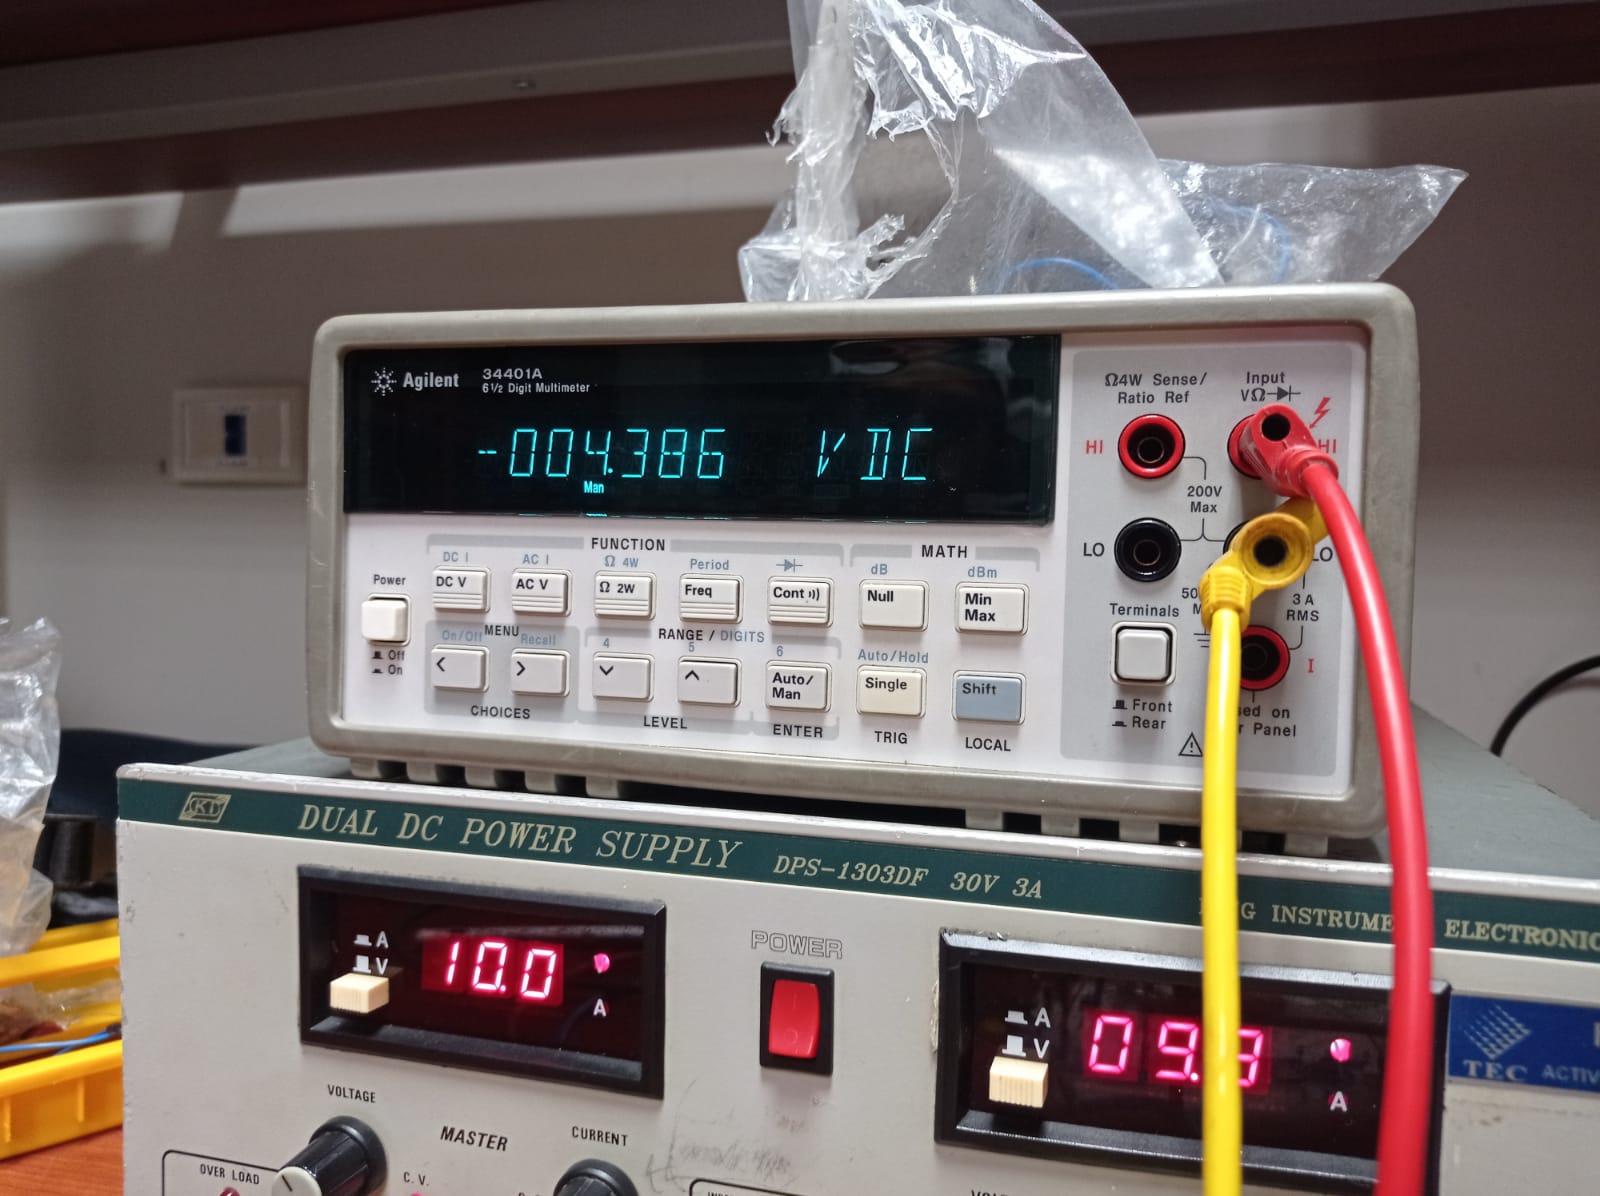 Agilent 34401A
6½ Digit Multimeter
-004.386 VDC
Man
Ω4W Sense/
Ratio Ref
Input
VΩ
HI
HI
200V
Max
LO
LO
3A
RMS
Terminals
I
Front
Rear
FUNCTION
MATH
DC I
AC I
Ω 4W
Period
dB
dBm
Power
DC V
AC V
Ω 2W
Freq
Cont
Null
Min
Max
Off
On
On/Off
MENU
Recall
RANGE / DIGITS
4
5
6
Auto/Hold
<
>
Auto/
Man
Single
Shift
CHOICES
LEVEL
ENTER
TRIG
LOCAL
DUAL DC POWER SUPPLY DPS-1303DF 30V 3A
INSTRUME
ELECTRONIC
A
V
10.0
A
POWER
A
V
09.3
A
TEC
ACTIV
VOLTAGE
MASTER
CURRENT
OVER LOAD
C.V.